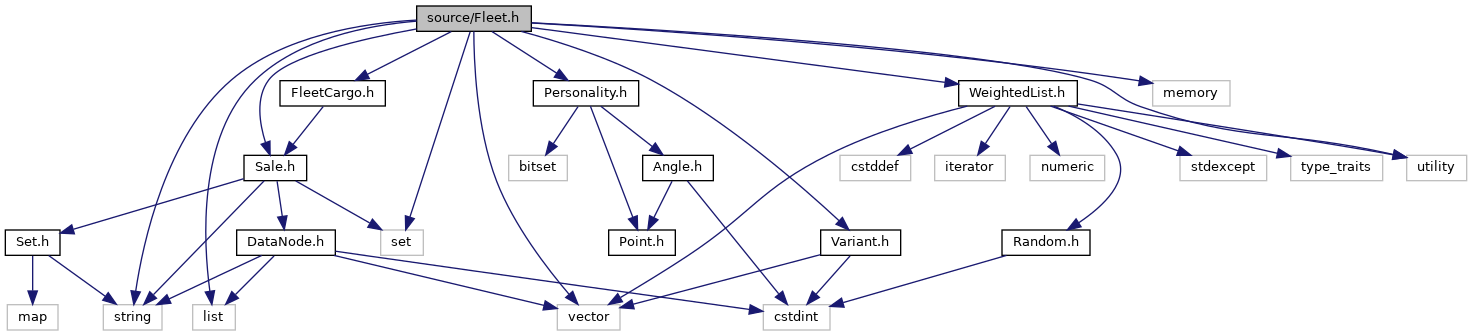 source/Fleet.h
FleetCargo.h
Personality.h
WeightedList.h
memory
Sale.h
bitset
Angle.h
cstddef
iterator
numeric
stdexcept
type_traits
utility
Set.h
DataNode.h
set
Point.h
Variant.h
Random.h
map
string
list
vector
cstdint